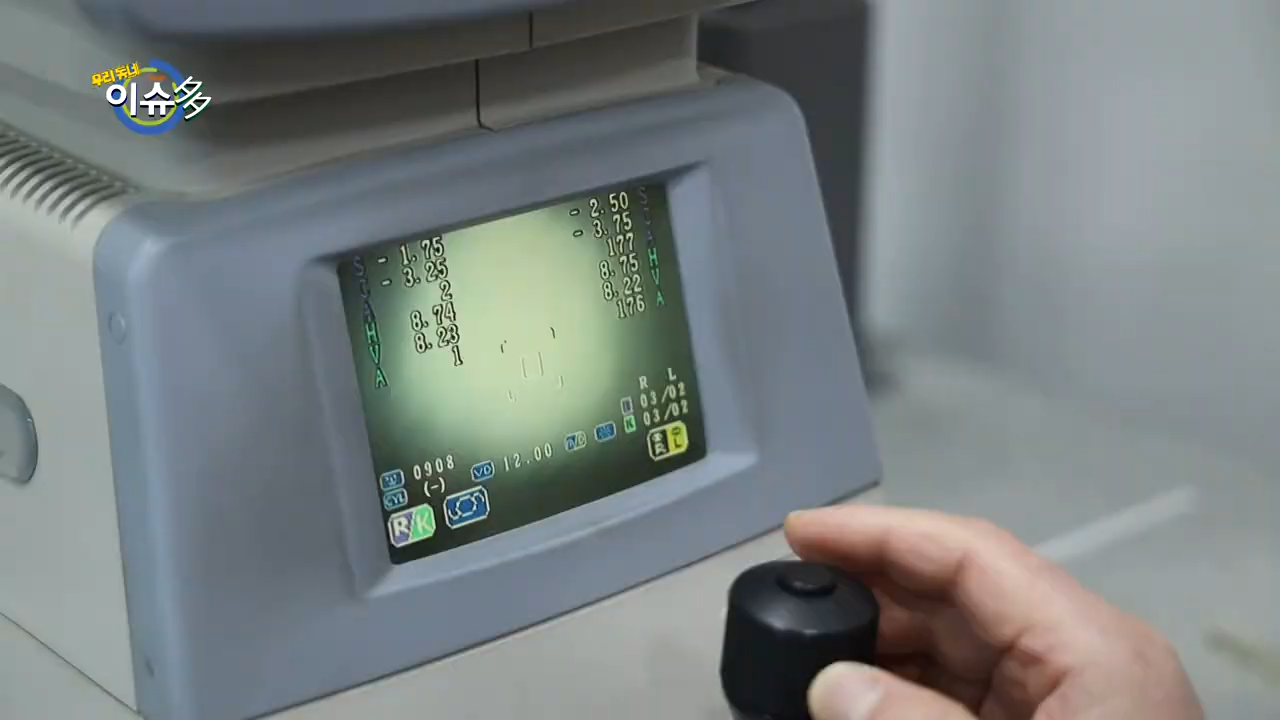 우리동네
이슈多
S - 1.75
C - 3.25
A 2
H 8.74
V 8.23
A 1
- 2.50 S
- 3.75 C
177 A
8.75 H
8.22 V
176 A
R L
03/02
K 03/02
R L
0908
VD 12.00
CYL (-)
R/K